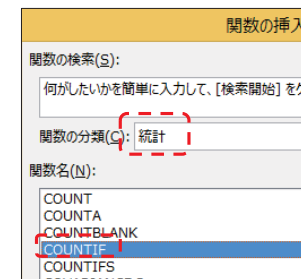 関数の挿入
関数の検索(S):
何がしたいかを簡単に入力して、[検索開始] を
関数の分類(C): 統計
関数名(N):
COUNT
COUNTA
COUNTBLANK
COUNTIF
COUNTIFS